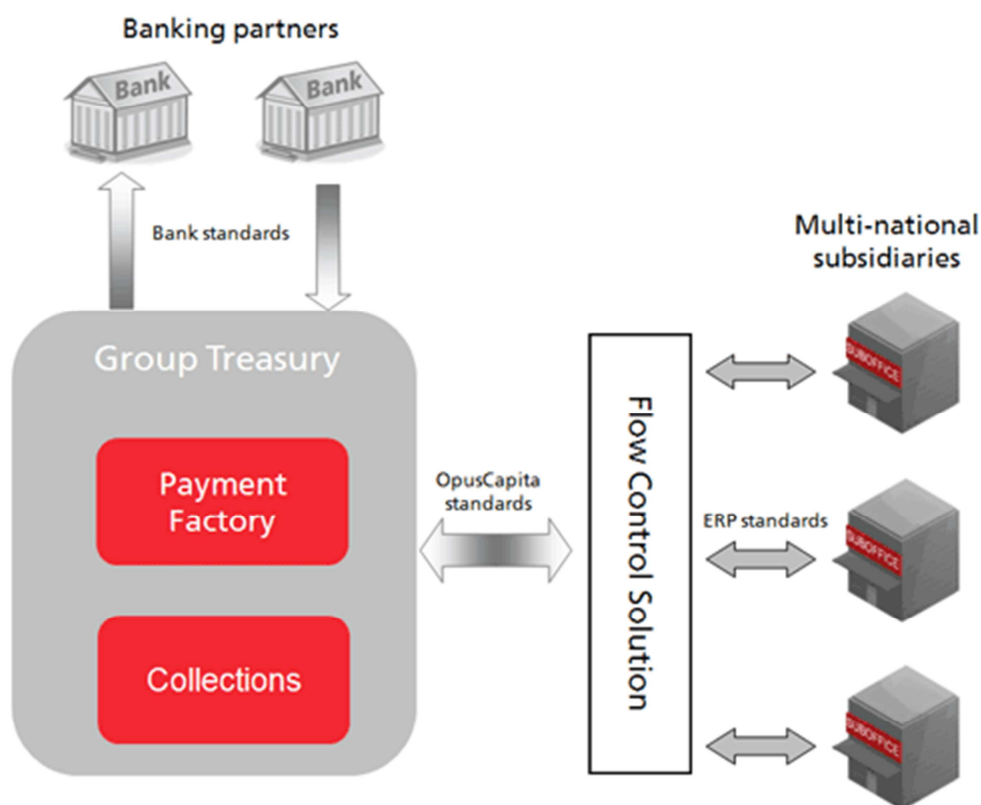 Banking partners
Bank
Bank
Bank standards
Multi-national
subsidiaries
Group Treasury
SUBOFFICE
Payment
Factory
OpusCapita
standards
Flow Control Solution
ERP standards
SUBOFFICE
Collections
SUBOFFICE